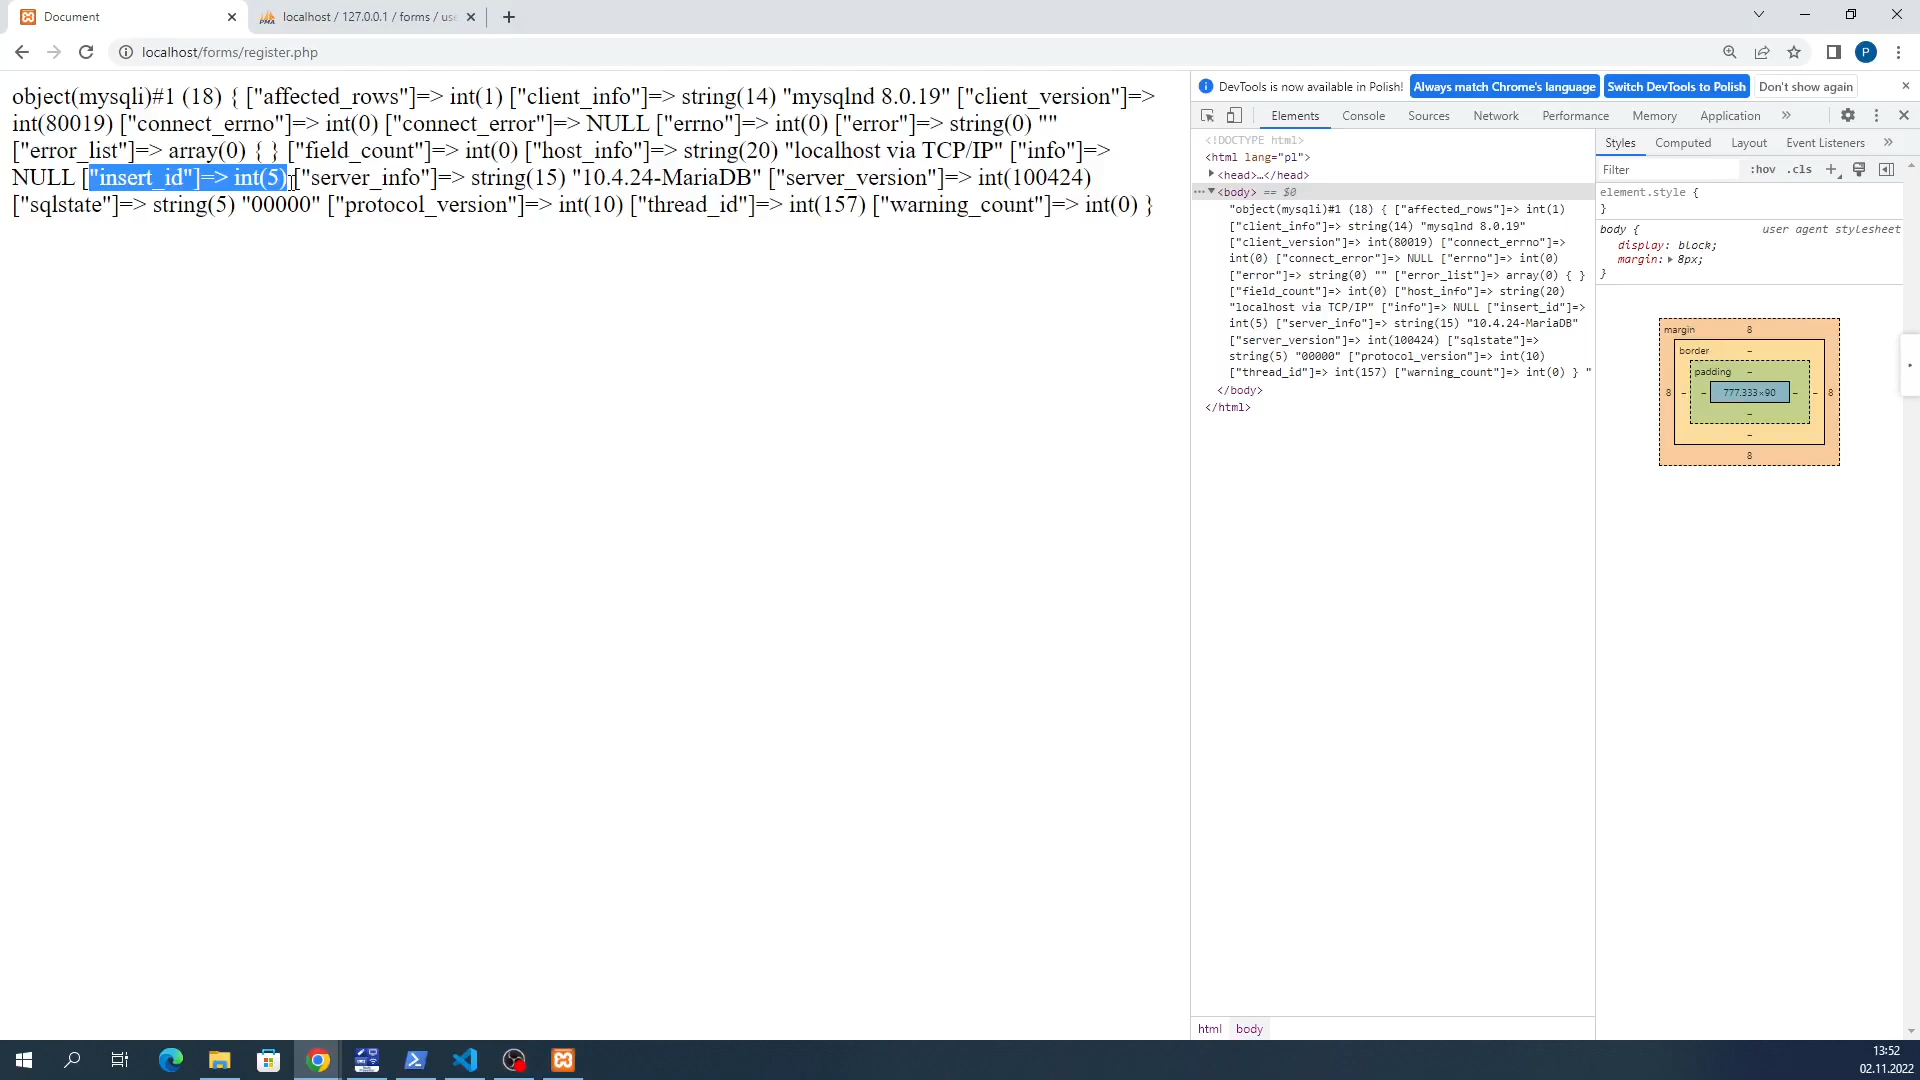 Document
localhost / 127.0.0.1 / forms / use
localhost/forms/register.php
P
object(mysqli)#1 (18) { ["affected_rows"]=> int(1) ["client_info"]=> string(14) "mysqlnd 8.0.19" ["client_version"]=>
int(80019) ["connect_errno"]=> int(0) ["connect_error"]=> NULL ["errno"]=> int(0) ["error"]=> string(0) ""
["error_list"]=> array(0) { } ["field_count"]=> int(0) ["host_info"]=> string(20) "localhost via TCP/IP" ["info"]=>
NULL ["insert_id"]=> int(5) ["server_info"]=> string(15) "10.4.24-MariaDB" ["server_version"]=> int(100424)
["sqlstate"]=> string(5) "00000" ["protocol_version"]=> int(10) ["thread_id"]=> int(157) ["warning_count"]=> int(0) }
DevTools is now available in Polish! Always match Chrome's language Switch DevTools to Polish Don't show again
Elements Console Sources Network Performance Memory Application
<!DOCTYPE html>
<html lang="pl">
<head>…</head>
<body> == $0
"object(mysqli)#1 (18) { ["affected_rows"]=> int(1)
["client_info"]=> string(14) "mysqlnd 8.0.19"
["client_version"]=> int(80019) ["connect_errno"]=>
int(0) ["connect_error"]=> NULL ["errno"]=> int(0)
["error"]=> string(0) "" ["error_list"]=> array(0) { }
["field_count"]=> int(0) ["host_info"]=> string(20)
"localhost via TCP/IP" ["info"]=> NULL ["insert_id"]=>
int(5) ["server_info"]=> string(15) "10.4.24-MariaDB"
["server_version"]=> int(100424) ["sqlstate"]=>
string(5) "00000" ["protocol_version"]=> int(10)
["thread_id"]=> int(157) ["warning_count"]=> int(0) } "
</body>
</html>
html body
Styles Computed Layout Event Listeners
Filter :hov .cls
element.style {
}
body { user agent stylesheet
display: block;
margin: 8px;
}
margin 8
border –
padding –
8 – – 777.333×90 – – 8
–
–
8
PMA
13:52
02.11.2022